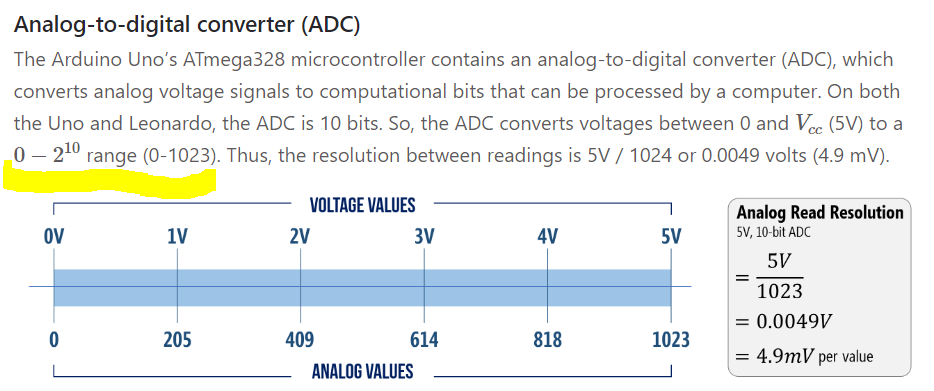 Analog-to-digital converter (ADC)
The Arduino Uno’s ATmega328 microcontroller contains an analog-to-digital converter (ADC), which
converts analog voltage signals to computational bits that can be processed by a computer. On both
the Uno and Leonardo, the ADC is 10 bits. So, the ADC converts voltages between 0 and Vcc (5V) to a
0 – 2¹⁰ range (0-1023). Thus, the resolution between readings is 5V / 1024 or 0.0049 volts (4.9 mV).
VOLTAGE VALUES
0V 1V 2V 3V 4V 5V
0 205 409 614 818 1023
ANALOG VALUES
Analog Read Resolution
5V, 10-bit ADC
= 5V
1023
= 0.0049V
= 4.9mV per value